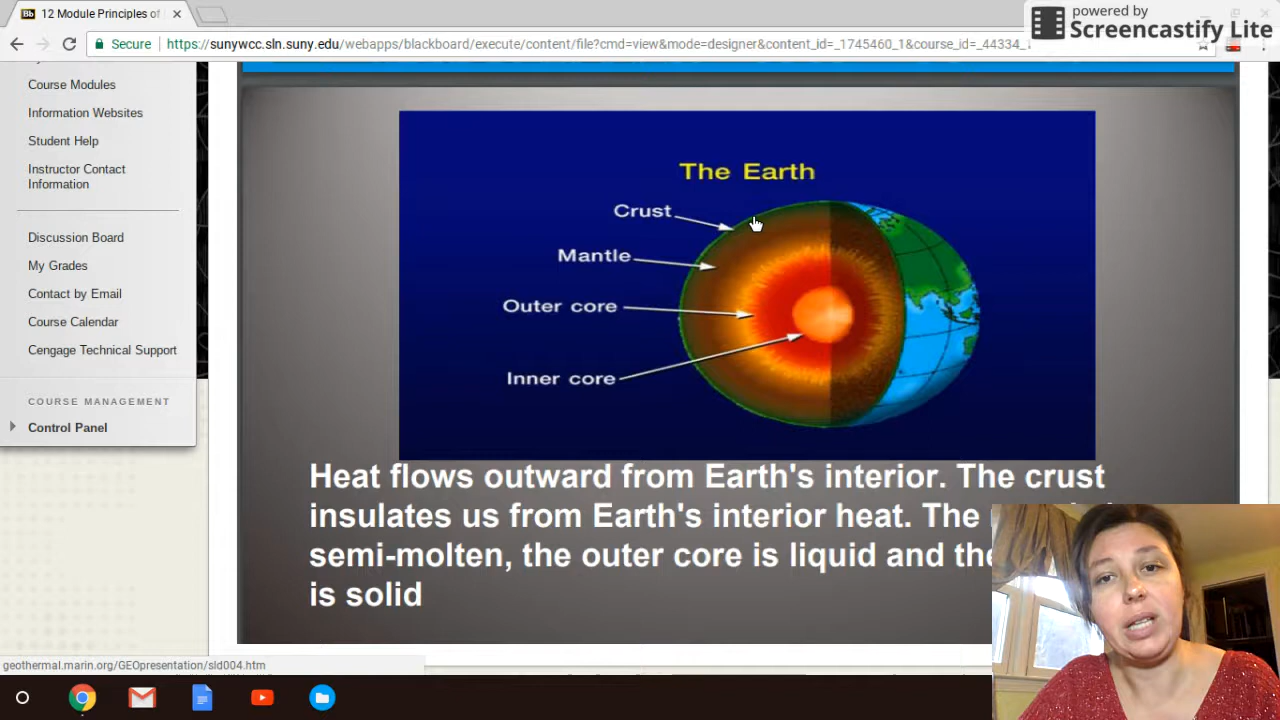 12 Module Principles of
powered by
Screencastify Lite
Secure
https://sunywcc.sln.suny.edu/webapps/blackboard/execute/content/file?cmd=view&mode=designer&content_id=_1745460_1&course_id=_44334_1
Course Modules
Information Websites
Student Help
Instructor Contact
Information
Discussion Board
My Grades
Contact by Email
Course Calendar
Cengage Technical Support
COURSE MANAGEMENT
Control Panel
The Earth
Crust
Mantle
Outer core
Inner core
Heat flows outward from Earth's interior. The crust
insulates us from Earth's interior heat. The
semi-molten, the outer core is liquid and the
is solid
geothermal.marin.org/GEOpresentation/sld004.htm